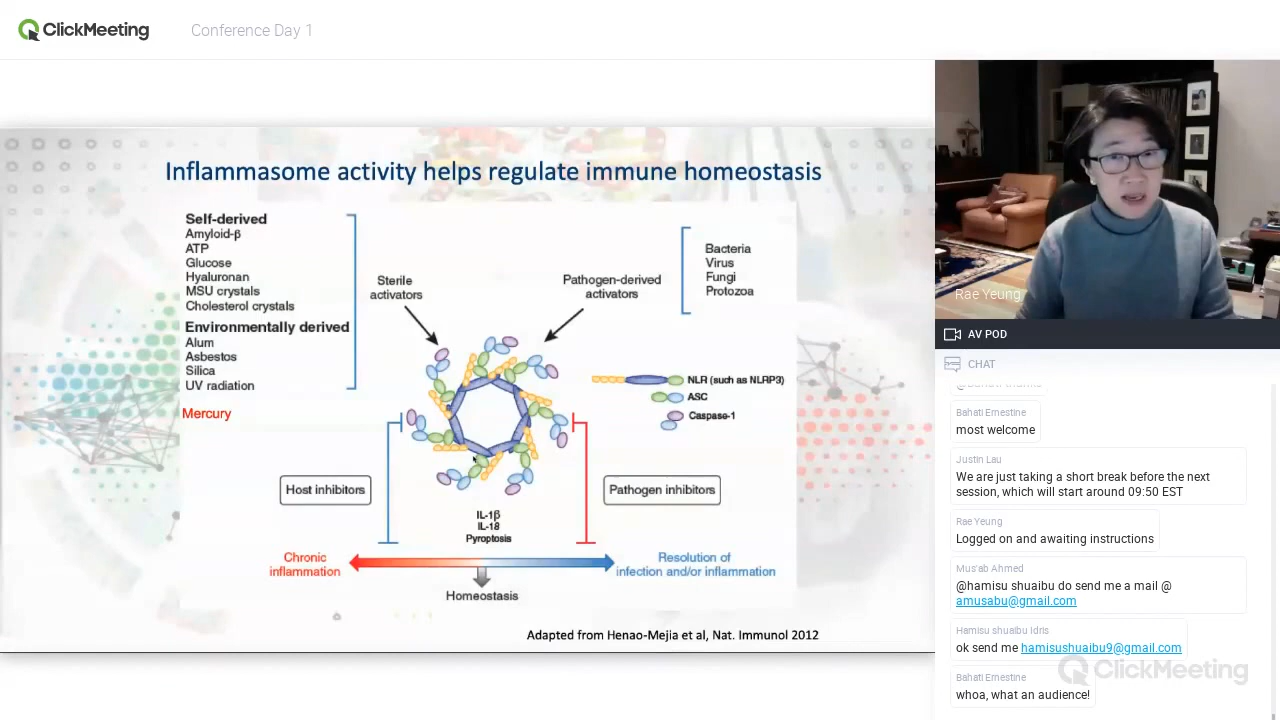 ClickMeeting
Conference Day 1
Inflammasome activity helps regulate immune homeostasis
Self-derived
Amyloid-β
ATP
Glucose
Hyaluronan
MSU crystals
Cholesterol crystals
Environmentally derived
Alum
Asbestos
Silica
UV radiation
Mercury
Sterile
activators
Pathogen-derived
activators
Bacteria
Virus
Fungi
Protozoa
NLR (such as NLRP3)
ASC
Caspase-1
Host inhibitors
Pathogen inhibitors
IL-1β
IL-18
Pyroptosis
Chronic
inflammation
Resolution of
infection and/or inflammation
Homeostasis
Adapted from Henao-Mejia et al, Nat. Immunol 2012
Rae Yeung
AV POD
CHAT
Bahati Ernestine
most welcome
Justin Lau
We are just taking a short break before the next
session, which will start around 09:50 EST
Rae Yeung
Logged on and awaiting instructions
Mus'ab Ahmed
@hamisu shuaibu do send me a mail @
amusabu@gmail.com
Hamisu shuaibu Idris
ok send me hamisushuaibu9@gmail.com
ClickMeeting
Bahati Ernestine
whoa, what an audience!